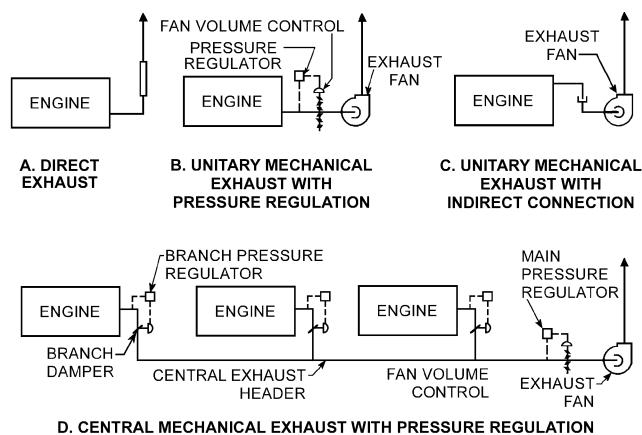 FAN VOLUME CONTROL
PRESSURE
REGULATOR
EXHAUST
FAN
EXHAUST
FAN
ENGINE
ENGINE
ENGINE
A. DIRECT
EXHAUST
B. UNITARY MECHANICAL
EXHAUST WITH
PRESSURE REGULATION
C. UNITARY MECHANICAL
EXHAUST WITH
INDIRECT CONNECTION
BRANCH PRESSURE
REGULATOR
MAIN
PRESSURE
REGULATOR
ENGINE
ENGINE
ENGINE
BRANCH
DAMPER
CENTRAL EXHAUST
HEADER
FAN VOLUME
CONTROL
EXHAUST
FAN
D. CENTRAL MECHANICAL EXHAUST WITH PRESSURE REGULATION